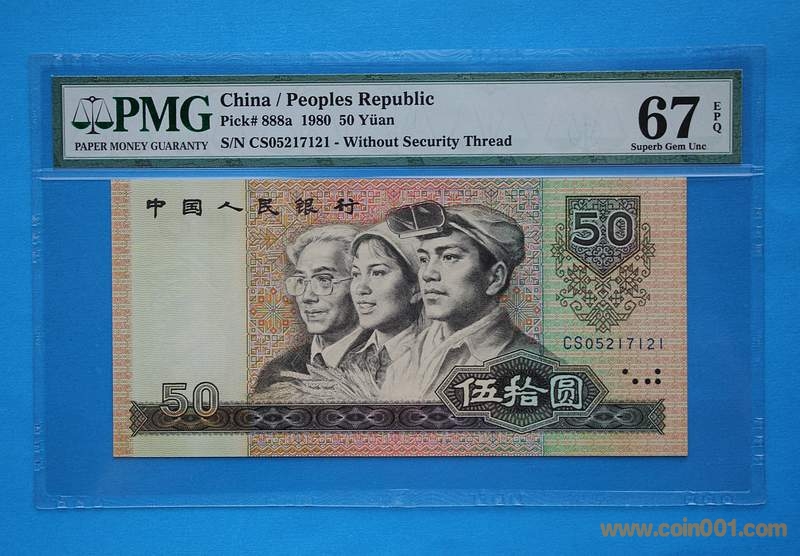 PMG
PAPER MONEY GUARANTY
China / Peoples Republic
Pick# 888a 1980 50 Yüan
S/N CS05217121 - Without Security Thread
67
EPQ
Superb Gem Unc
中国人民银行
50
CS05217121
50
伍拾圆
www.coin001.com